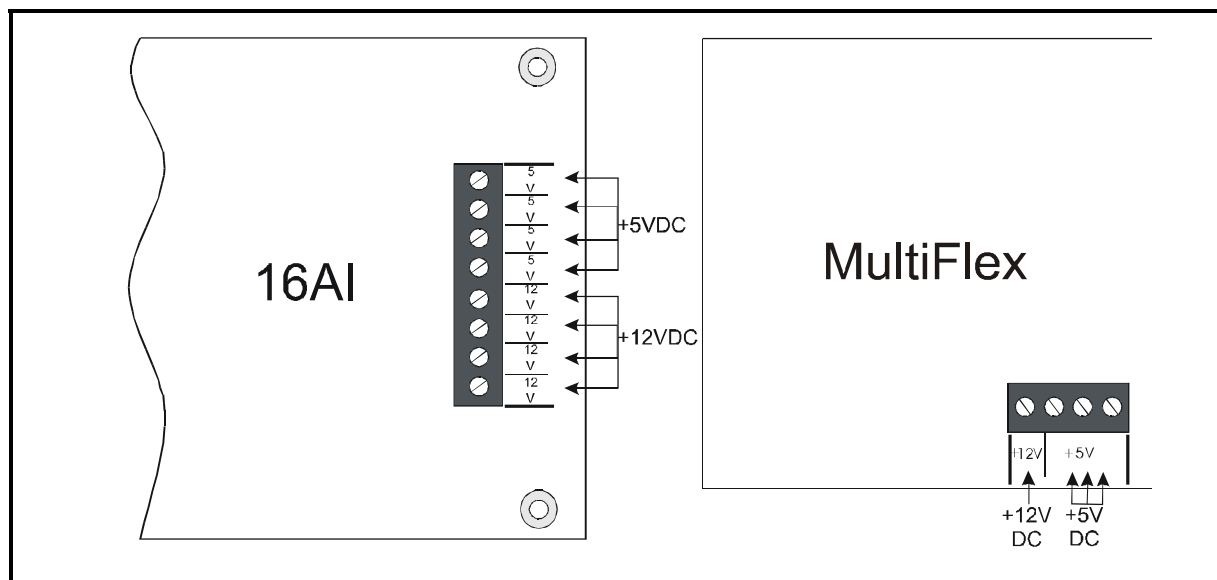 16AI
5
V
5
V
5
V
5
V
12
V
12
V
12
V
12
V
+5VDC
+12VDC
MultiFlex
+12V +5V
+12V
DC
+5V
DC